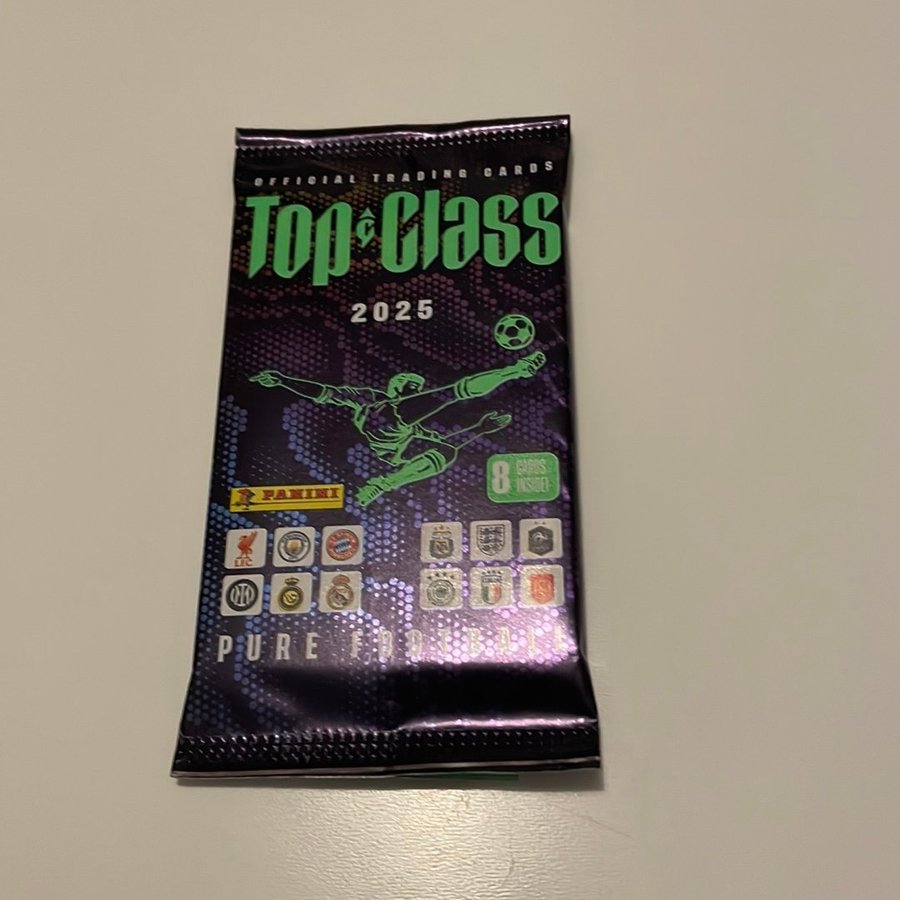 OFFICIAL TRADING CARDS
Top Class
2025
8 CARDS
INSIDE!
PANINI
LFC
PURE FOOTBALL